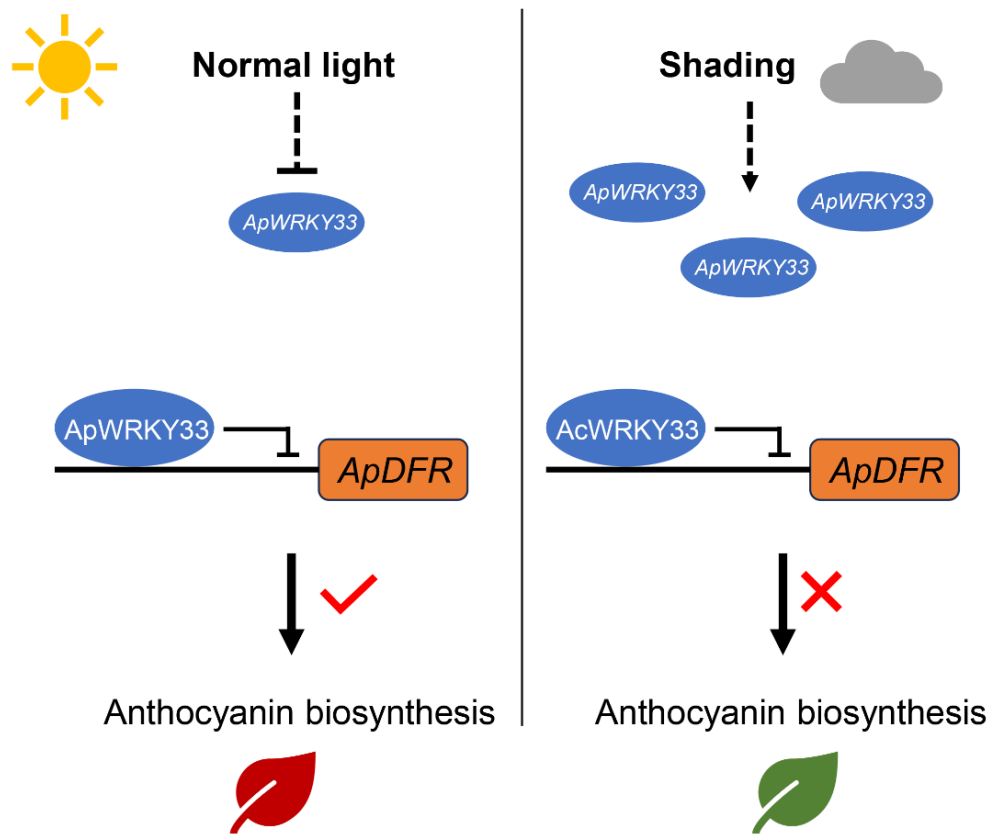 Normal light
ApWRKY33
ApWRKY33
ApDFR
Anthocyanin biosynthesis
Shading
ApWRKY33
ApWRKY33
ApWRKY33
AcWRKY33
ApDFR
Anthocyanin biosynthesis